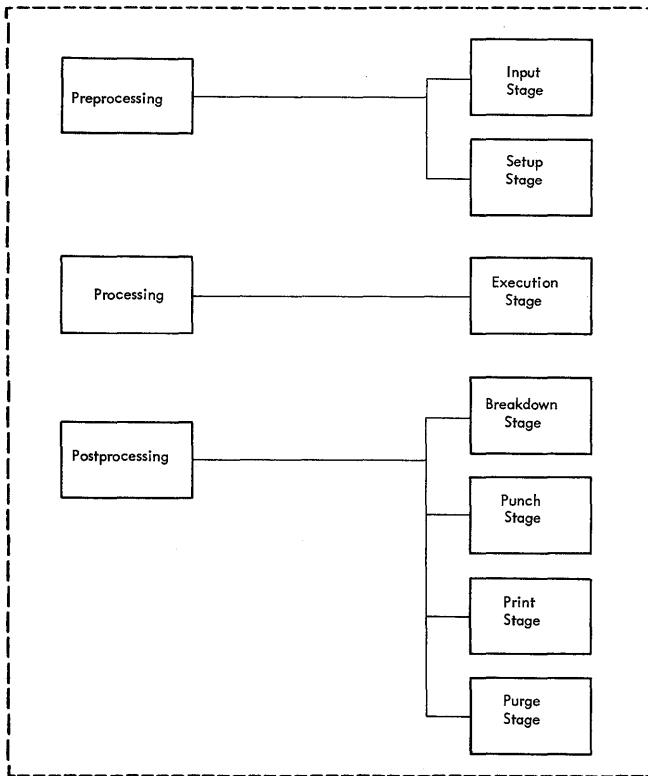 Preprocessing
Input
Stage
Setup
Stage
Processing
Execution
Stage
Postprocessing
Breakdown
Stage
Punch
Stage
Print
Stage
Purge
Stage